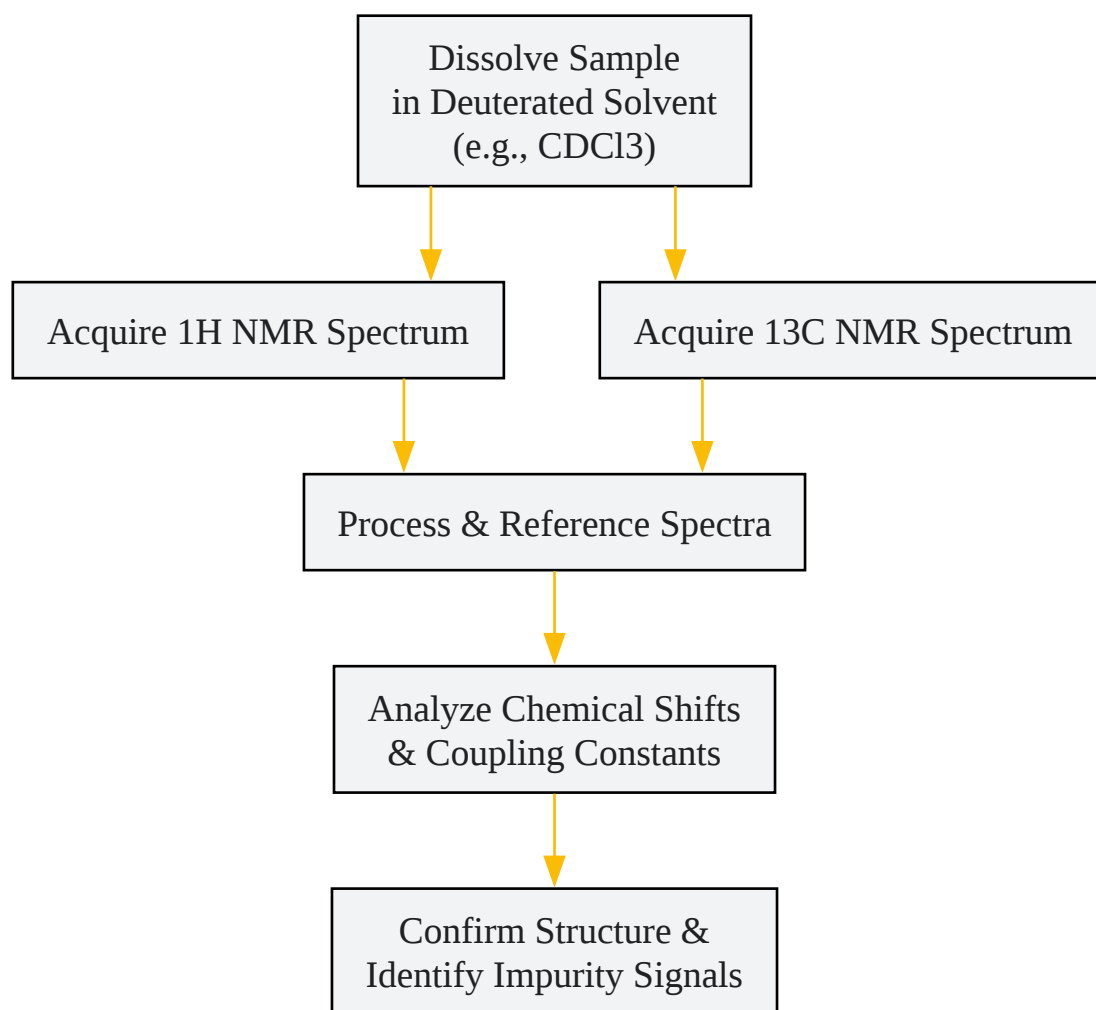 Dissolve Sample
in Deuterated Solvent
(e.g., CDCl3)
Acquire 1H NMR Spectrum
Acquire 13C NMR Spectrum
Process & Reference Spectra
Analyze Chemical Shifts
& Coupling Constants
Confirm Structure &
Identify Impurity Signals